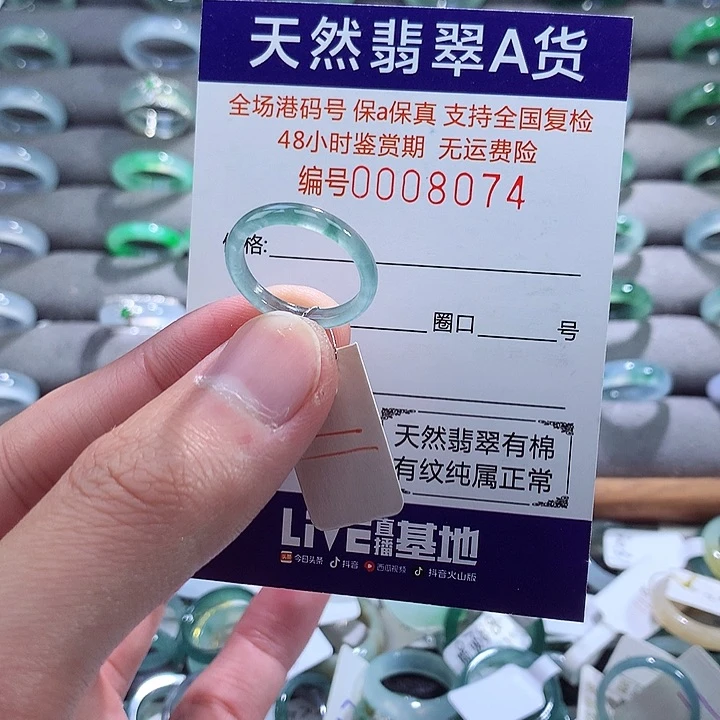 天然翡翠A货
全场港码号 保a保真 支持全国复检
48小时鉴赏期 无运费险
编号0008074
格:
圈口 号
天然翡翠有棉
有纹纯属正常
LIVE直播基地
头条 今日头条 抖音 西瓜视频 抖音火山版